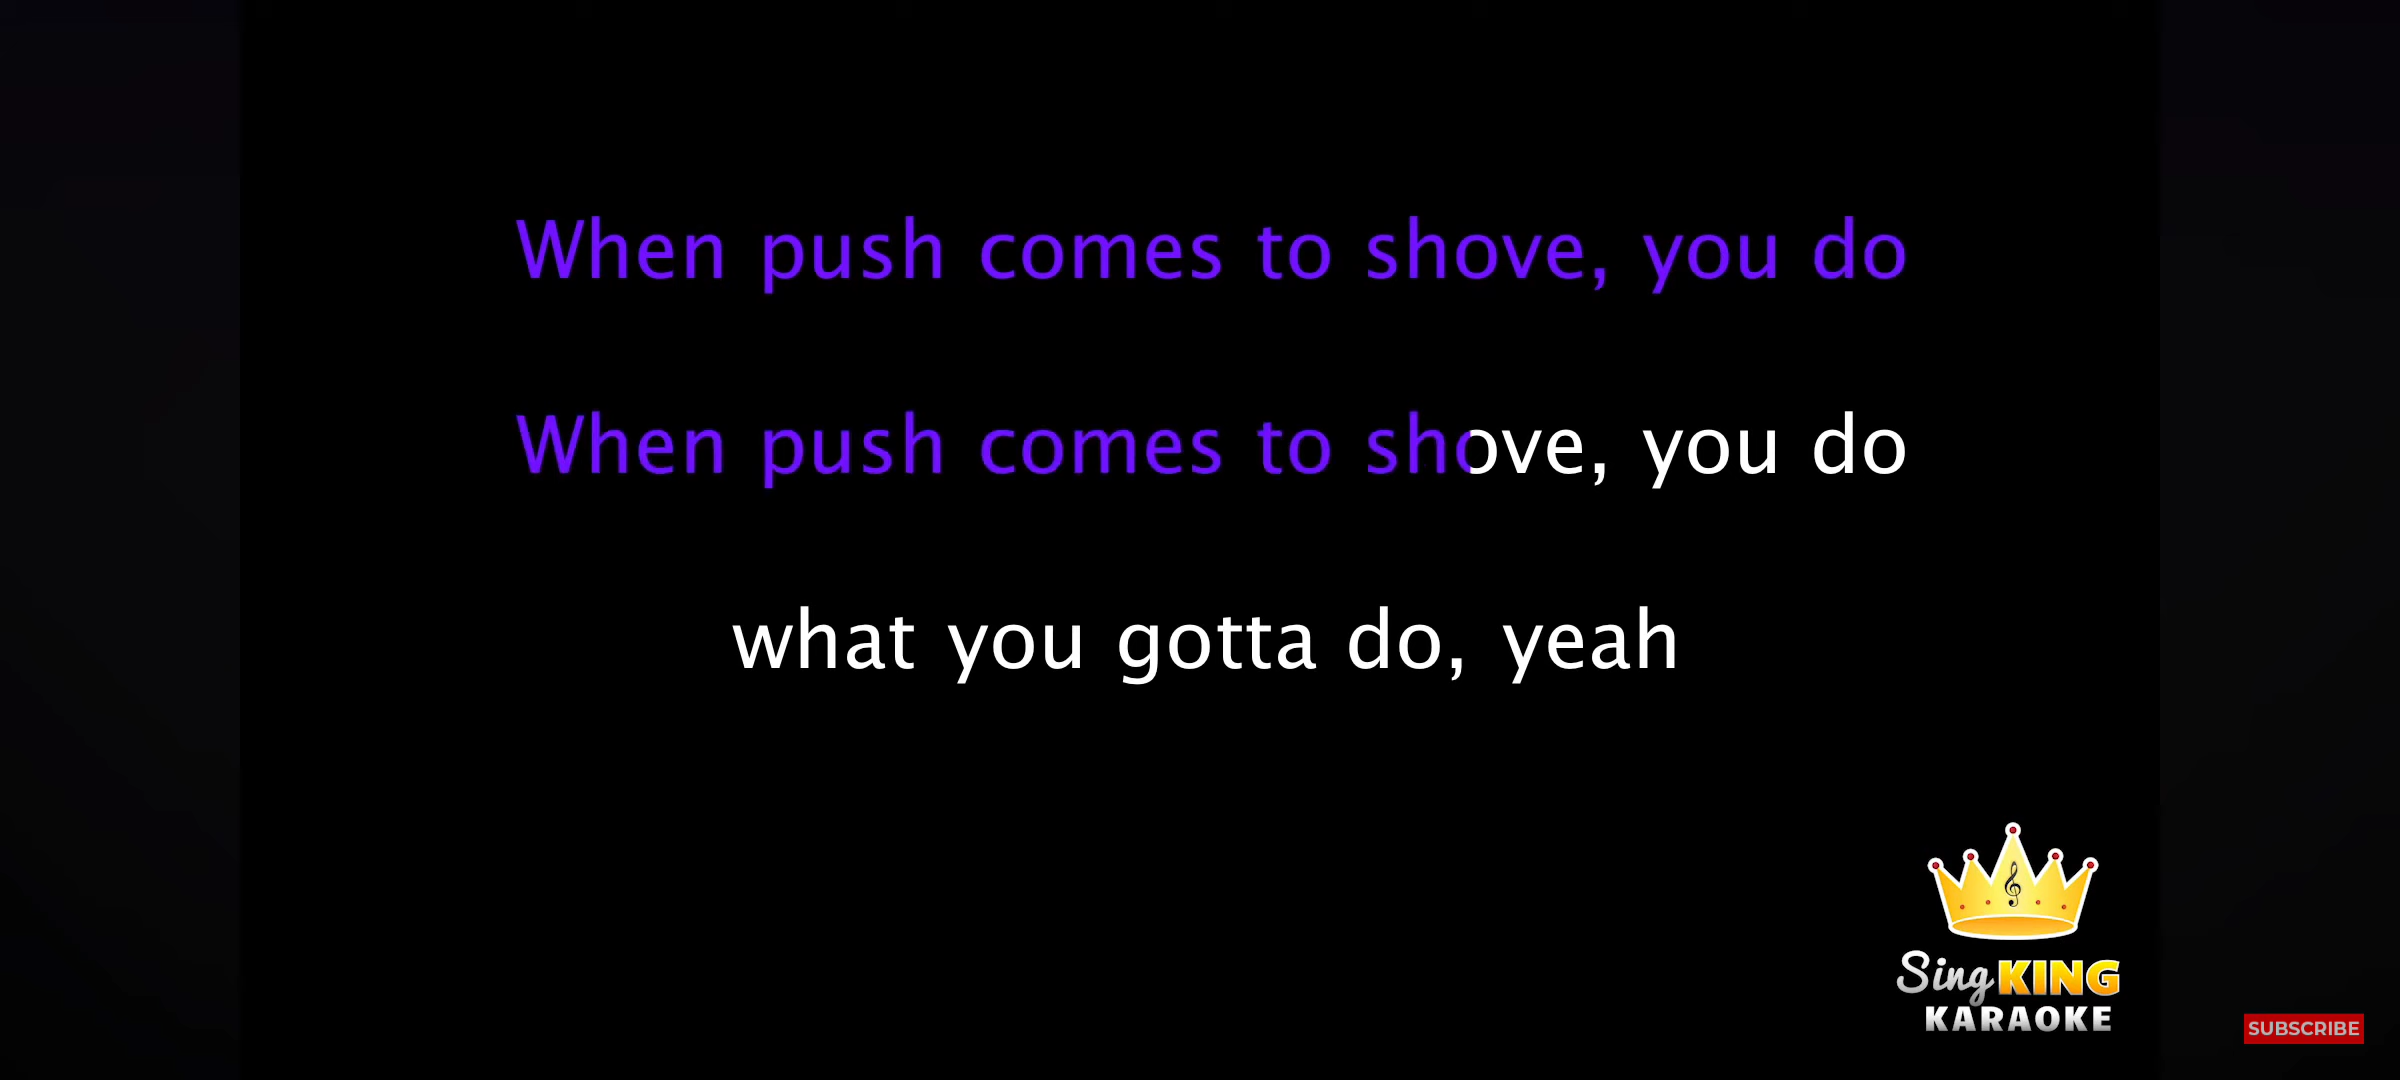 When push comes to shove, you do
When push comes to shove, you do
what you gotta do, yeah
Sing KING
KARAOKE
SUBSCRIBE